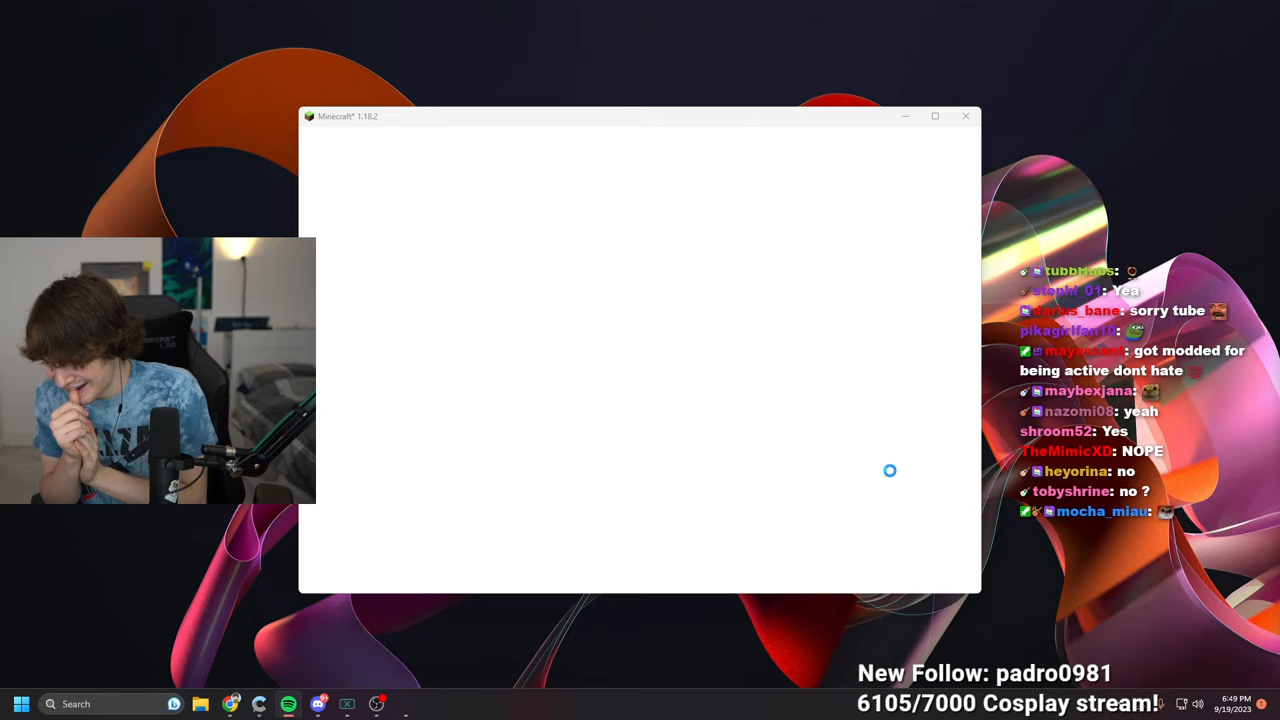 Minecraft* 1.18.2
tubbHubs:
stephi_01: Yea
darius_bane: sorry tube
pikagirlfan10:
got modded for
being active dont hate
maybexjana:
nazomi08: yeah
shroom52: Yes
TheMimicXD: NOPE
heyorina: no
tobyshrine: no ?
mocha_miau:
New Follow: padro0981
6105/7000 Cosplay stream!
Search
6:49 PM
9/19/2023